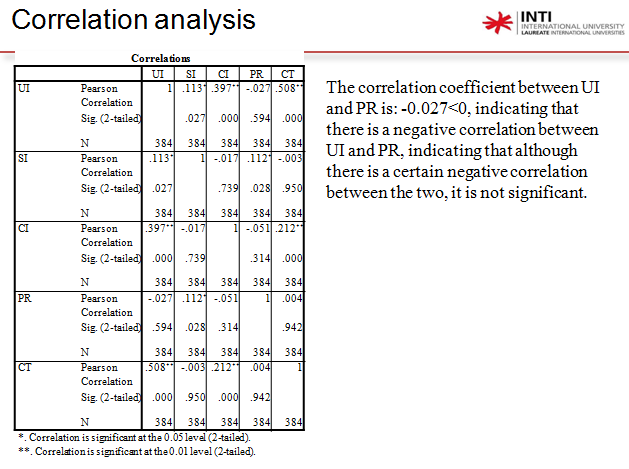 Correlation analysis
INTI
INTERNATIONAL UNIVERSITY
LAUREATE INTERNATIONAL UNIVERSITIES
Correlations
UI SI CI PR CT
UI Pearson Correlation 1 .113* .397** -.027 .508**
Sig. (2-tailed) .027 .000 .594 .000
N 384 384 384 384 384
SI Pearson Correlation .113* 1 -.017 .112* -.003
Sig. (2-tailed) .027 .739 .028 .950
N 384 384 384 384 384
CI Pearson Correlation .397** -.017 1 -.051 .212**
Sig. (2-tailed) .000 .739 .314 .000
N 384 384 384 384 384
PR Pearson Correlation -.027 .112* -.051 1 .004
Sig. (2-tailed) .594 .028 .314 .942
N 384 384 384 384 384
CT Pearson Correlation .508** -.003 .212** .004 1
Sig. (2-tailed) .000 .950 .000 .942
N 384 384 384 384 384
*. Correlation is significant at the 0.05 level (2-tailed).
**. Correlation is significant at the 0.01 level (2-tailed).
The correlation coefficient between UI
and PR is: -0.027<0, indicating that
there is a negative correlation between
UI and PR, indicating that although
there is a certain negative correlation
between the two, it is not significant.